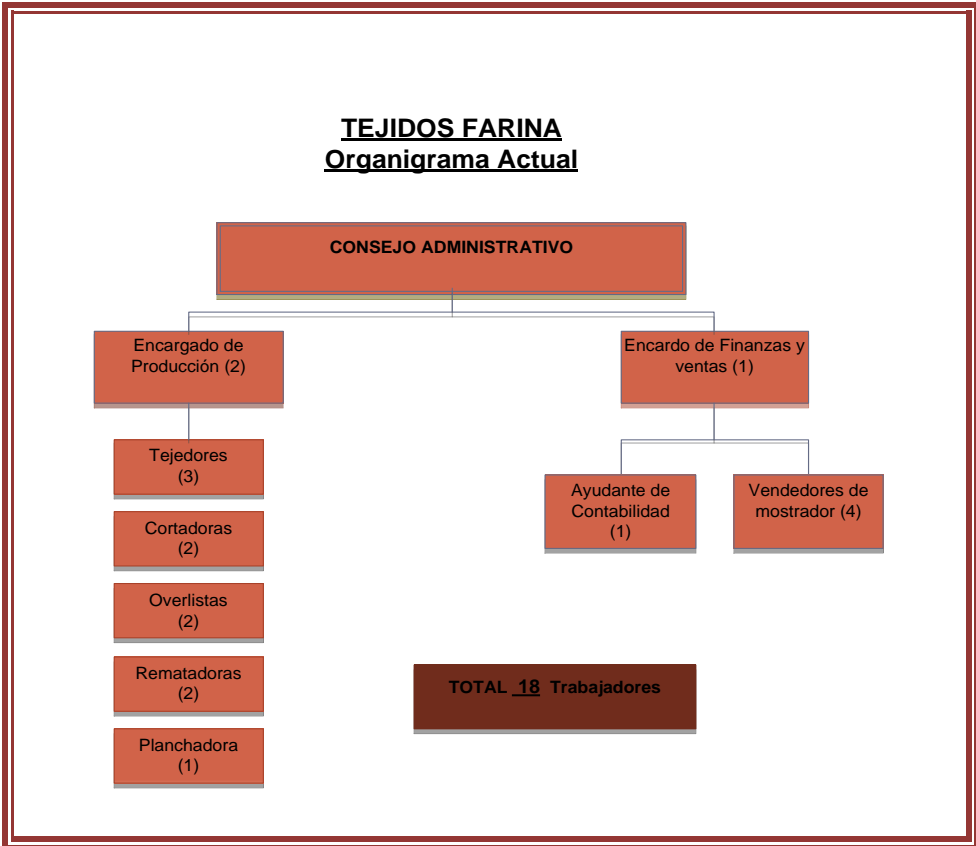 TEJIDOS FARINA
Organigrama Actual
CONSEJO ADMINISTRATIVO
Encargado de
Producción (2)
Encardo de Finanzas y
ventas (1)
Tejedores
(3)
Cortadoras
(2)
Overlistas
(2)
Rematadoras
(2)
Planchadora
(1)
Ayudante de
Contabilidad
(1)
Vendedores de
mostrador (4)
TOTAL 18 Trabajadores